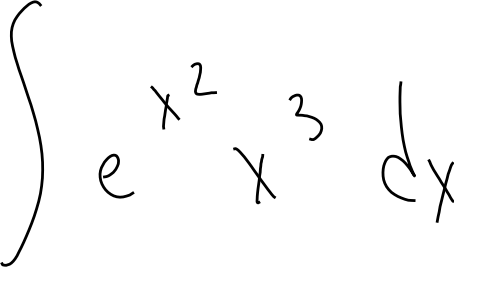 ∫ e^{x^2} x^3 dx